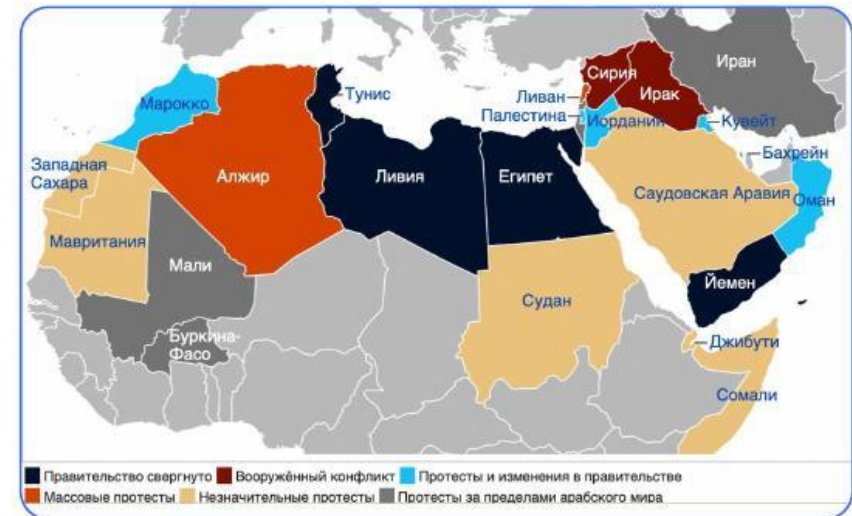 Иран
Сирия
Ирак
Ливан
Палестина
Иордания
Кувейт
Тунис
Марокко
Бахрейн
Западная
Сахара
Алжир
Ливия
Египет
Саудовская Аравия
Оман
Мавритания
Мали
Судан
Йемен
Буркина-
Фасо
Джибути
Сомали
Правительство свергнуто Вооружённый конфликт Протесты и изменения в правительстве
Массовые протесты Незначительные протесты Протесты за пределами арабского мира